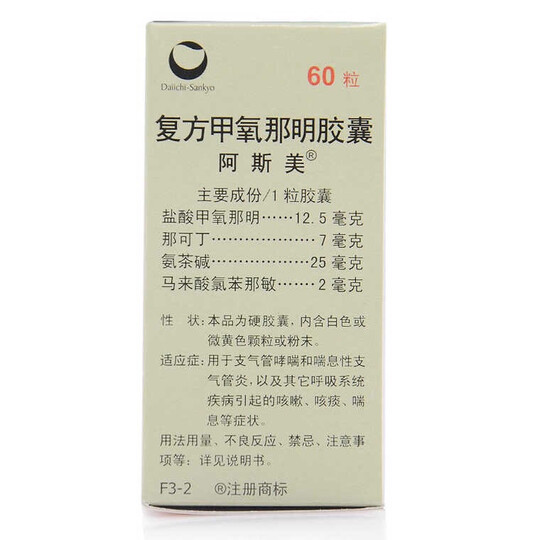 Daiichi-Sankyo
60粒
复方甲氧那明胶囊
阿斯美®
主要成份/1粒胶囊
盐酸甲氧那明……12.5毫克
那可丁………………7毫克
氨茶碱………………25毫克
马来酸氯苯那敏……2毫克
性 状：本品为硬胶囊，内含白色或
微黄色颗粒或粉末。
适应症：用于支气管哮喘和喘息性支
气管炎，以及其它呼吸系统
疾病引起的咳嗽、咳痰、喘
息等症状。
用法用量、不良反应、禁忌、注意事
项等：详见说明书。
F3-2 ®注册商标